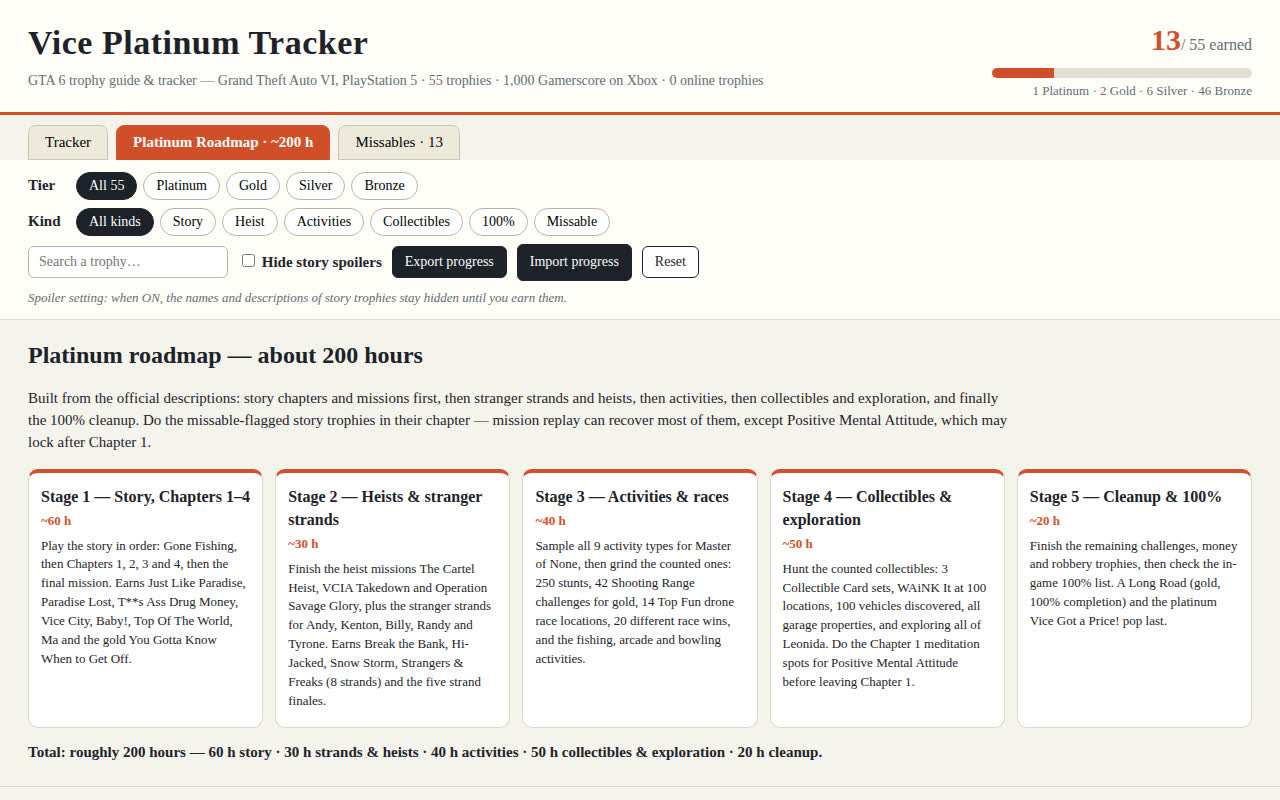 Vice Platinum Tracker
GTA 6 trophy guide & tracker — Grand Theft Auto VI, PlayStation 5 · 55 trophies · 1,000 Gamerscore on Xbox · 0 online trophies
13/ 55 earned
1 Platinum · 2 Gold · 6 Silver · 46 Bronze
Tracker
Platinum Roadmap · ~200 h
Missables · 13
Tier
All 55
Platinum
Gold
Silver
Bronze
Kind
All kinds
Story
Heist
Activities
Collectibles
100%
Missable
Search a trophy…
Hide story spoilers
Export progress
Import progress
Reset
Spoiler setting: when ON, the names and descriptions of story trophies stay hidden until you earn them.
Platinum roadmap — about 200 hours
Built from the official descriptions: story chapters and missions first, then stranger strands and heists, then activities, then collectibles and exploration, and finally
the 100% cleanup. Do the missable-flagged story trophies in their chapter — mission replay can recover most of them, except Positive Mental Attitude, which may
lock after Chapter 1.
Stage 1 — Story, Chapters 1–4
~60 h
Play the story in order: Gone Fishing,
then Chapters 1, 2, 3 and 4, then the
final mission. Earns Just Like Paradise,
Paradise Lost, T**s Ass Drug Money,
Vice City, Baby!, Top Of The World,
Ma and the gold You Gotta Know
When to Get Off.
Stage 2 — Heists & stranger
strands
~30 h
Finish the heist missions The Cartel
Heist, VCIA Takedown and Operation
Savage Glory, plus the stranger strands
for Andy, Kenton, Billy, Randy and
Tyrone. Earns Break the Bank, Hi-
Jacked, Snow Storm, Strangers &
Freaks (8 strands) and the five strand
finales.
Stage 3 — Activities & races
~40 h
Sample all 9 activity types for Master
of None, then grind the counted ones:
250 stunts, 42 Shooting Range
challenges for gold, 14 Top Fun drone
race locations, 20 different race wins,
and the fishing, arcade and bowling
activities.
Stage 4 — Collectibles &
exploration
~50 h
Hunt the counted collectibles: 3
Collectible Card sets, WAiNK It at 100
locations, 100 vehicles discovered, all
garage properties, and exploring all of
Leonida. Do the Chapter 1 meditation
spots for Positive Mental Attitude
before leaving Chapter 1.
Stage 5 — Cleanup & 100%
~20 h
Finish the remaining challenges, money
and robbery trophies, then check the in-
game 100% list. A Long Road (gold,
100% completion) and the platinum
Vice Got a Price! pop last.
Total: roughly 200 hours — 60 h story · 30 h strands & heists · 40 h activities · 50 h collectibles & exploration · 20 h cleanup.